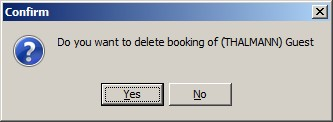 Confirm
Do you want to delete booking of (THALMANN) Guest
Yes
No